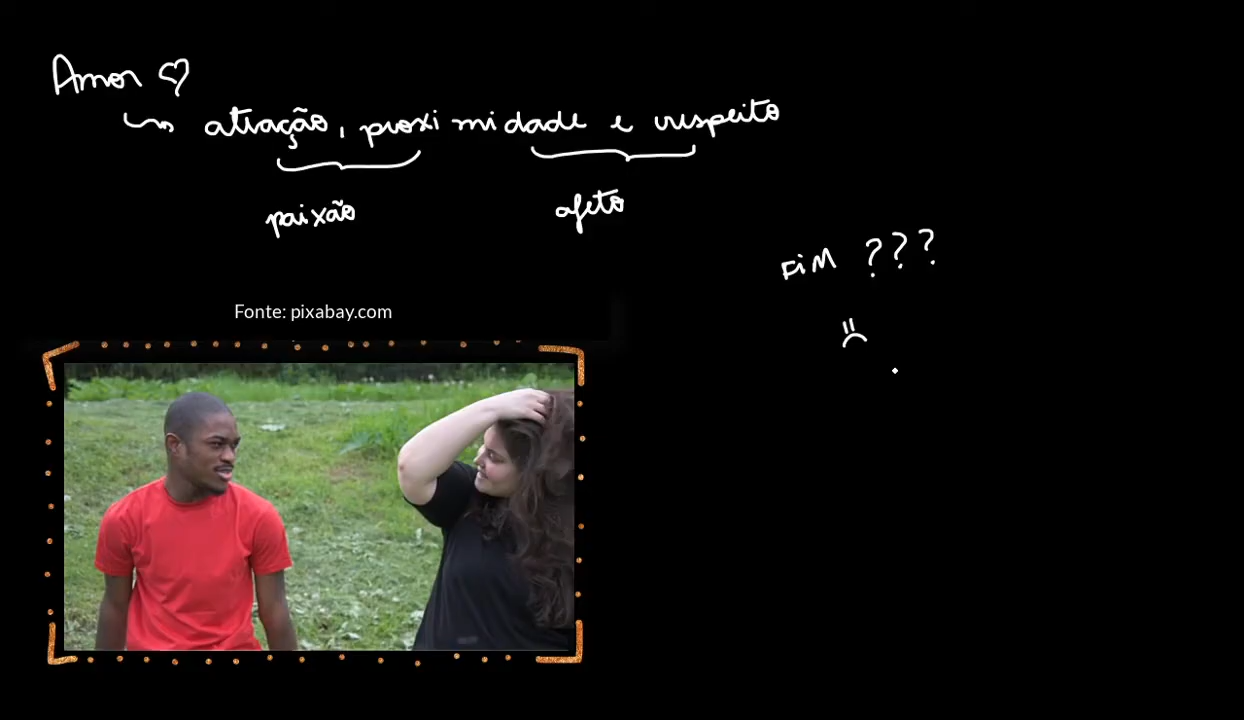 Amor ♡
↪ atração, proximidade e respeito
paixão
afeto
FiM ???
Fonte: pixabay.com